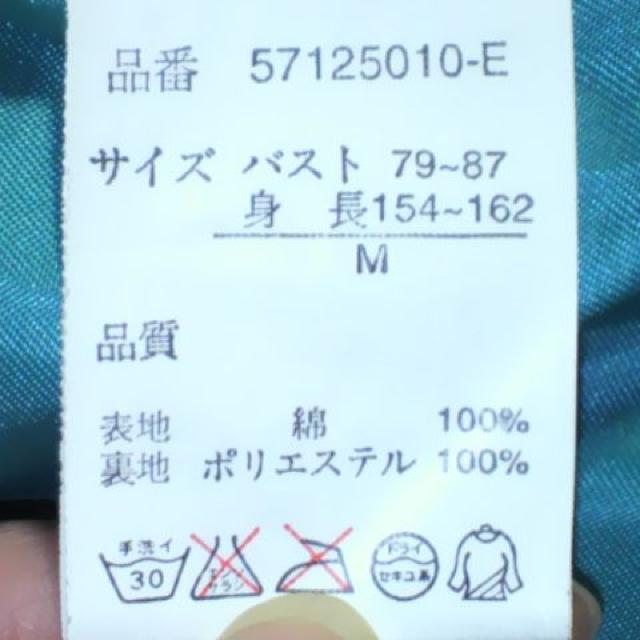 品番 57125010-E
サイズ バスト 79~87
身 長154~162
M
品質
表地 綿 100%
裏地 ポリエステル 100%
手洗イ
30
ドライ
セキユ系